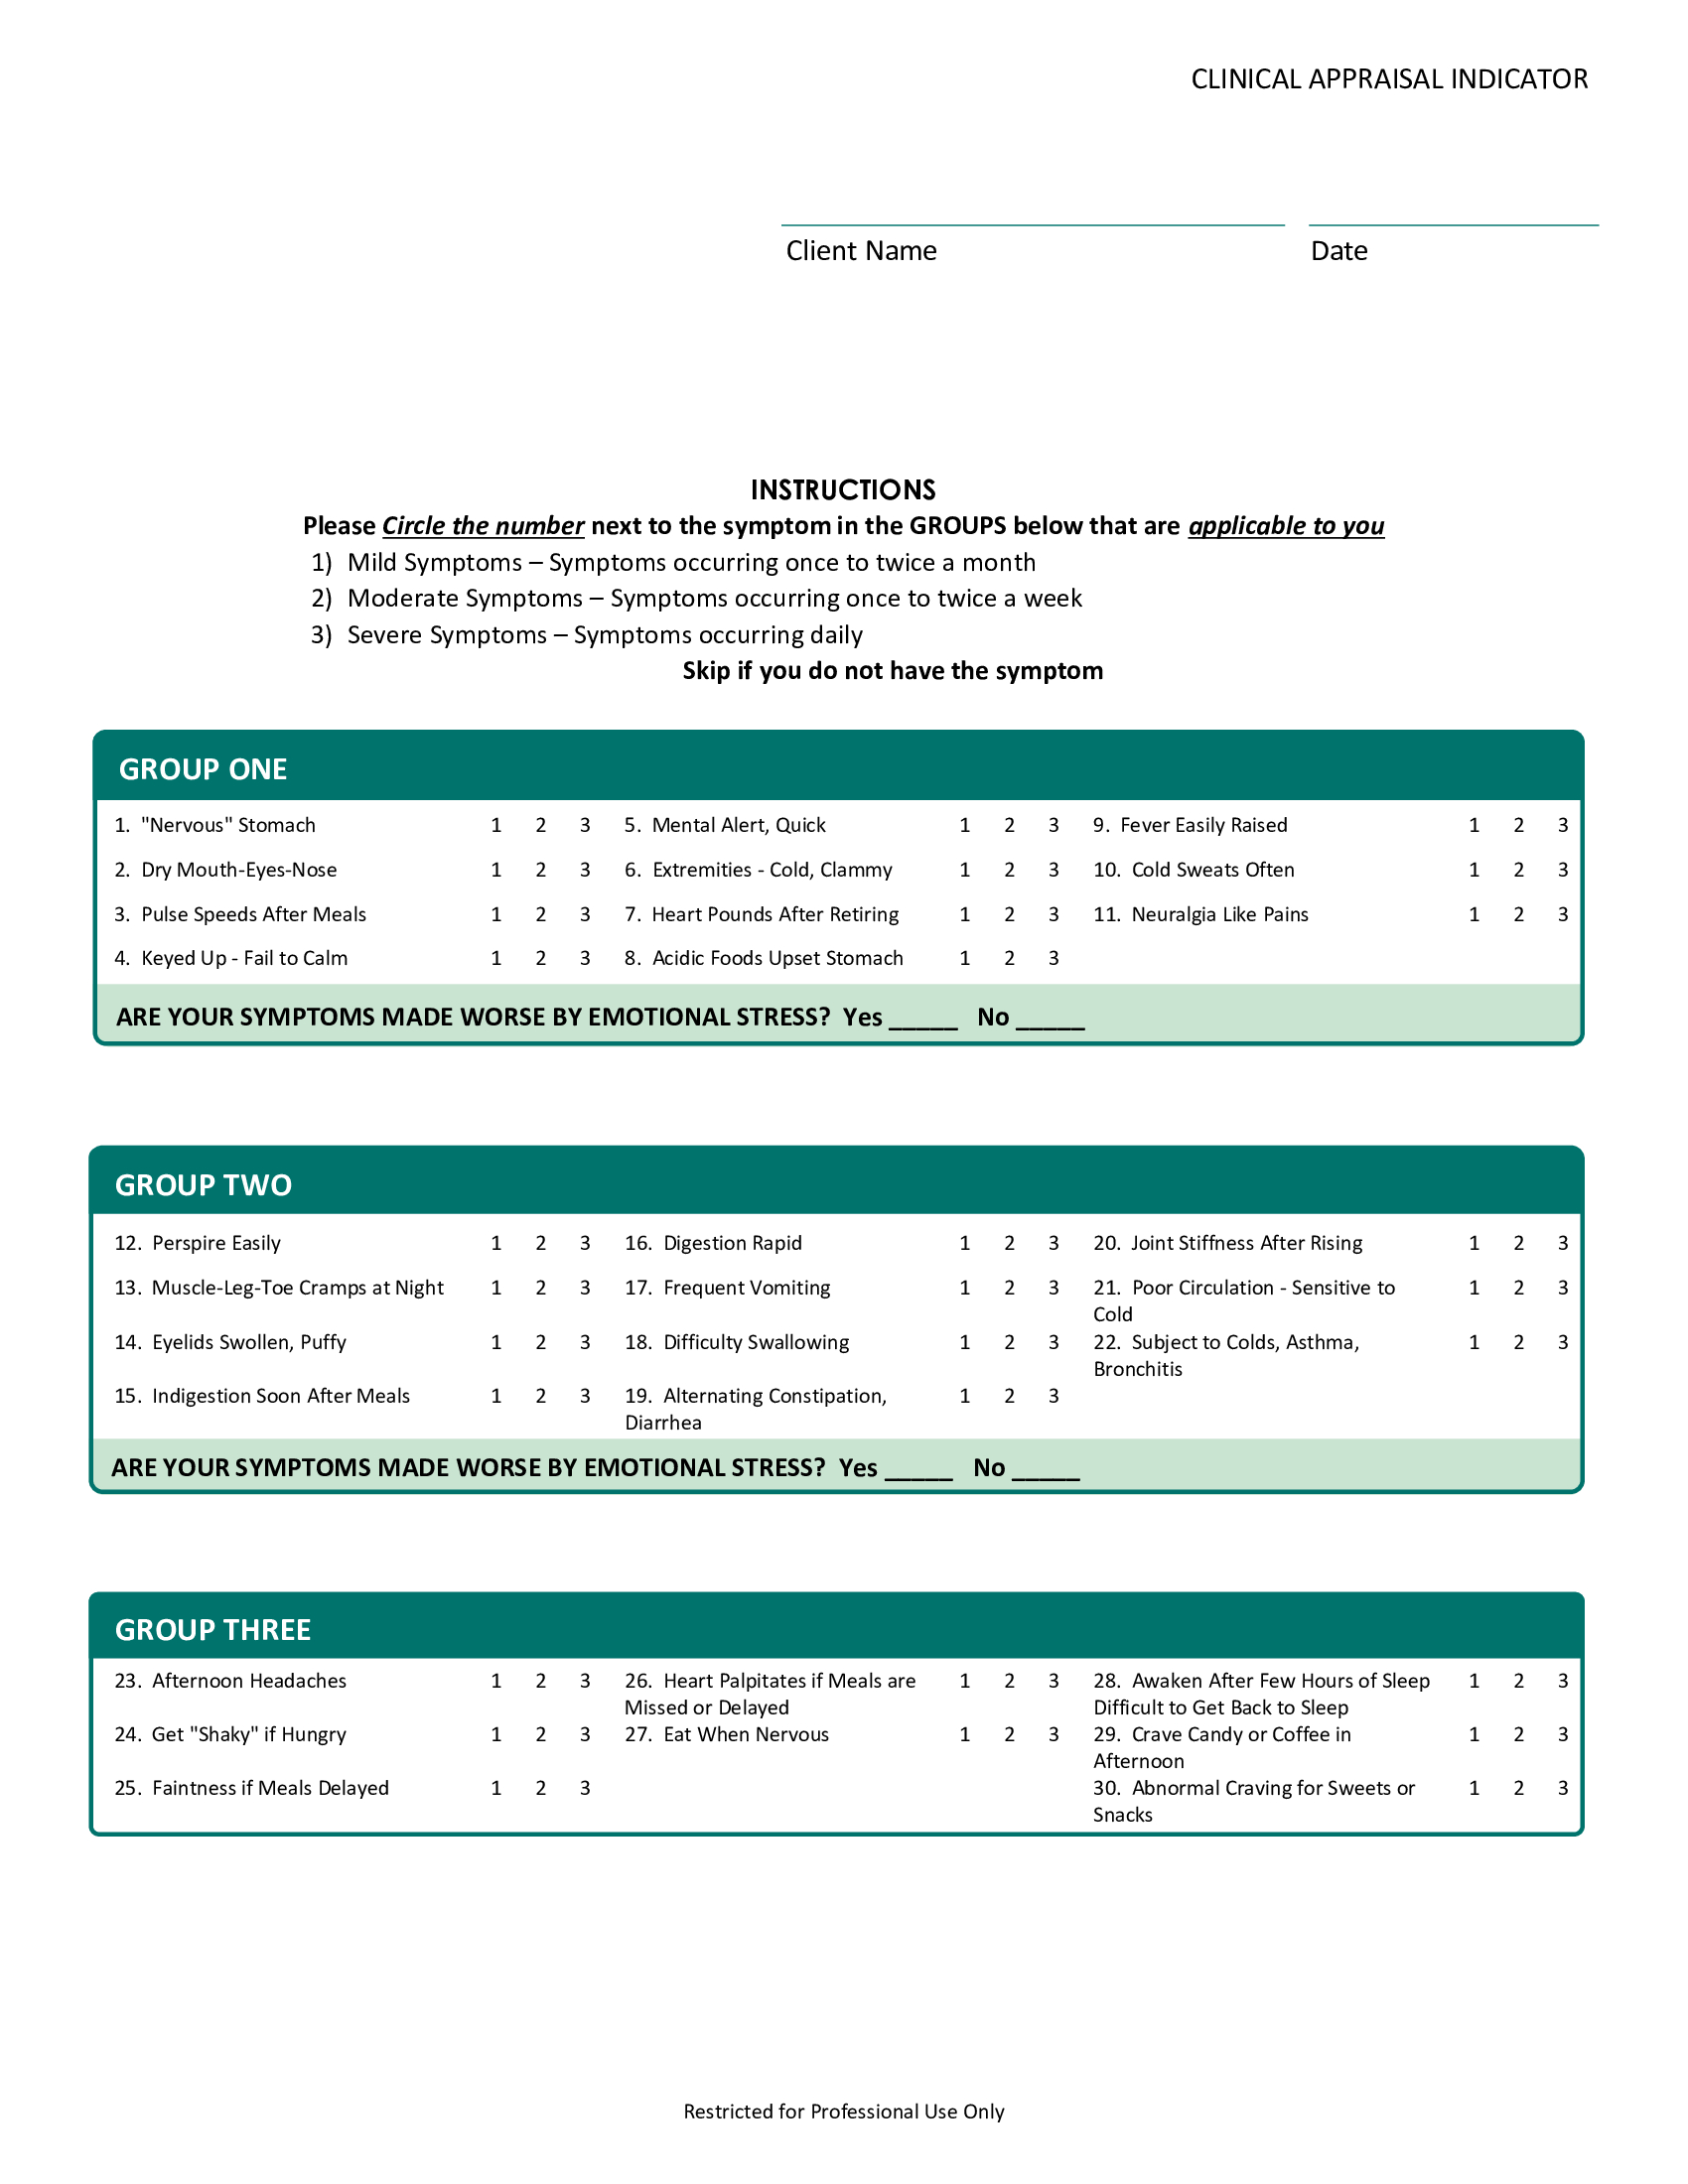 CLINICAL APPRAISAL INDICATOR
Client Name Date
INSTRUCTIONS
Please Circle the number next to the symptom in the GROUPS below that are applicable to you
1) Mild Symptoms – Symptoms occurring once to twice a month
2) Moderate Symptoms – Symptoms occurring once to twice a week
3) Severe Symptoms – Symptoms occurring daily
Skip if you do not have the symptom
GROUP ONE
1. "Nervous" Stomach 1 2 3 5. Mental Alert, Quick 1 2 3 9. Fever Easily Raised 1 2 3
2. Dry Mouth-Eyes-Nose 1 2 3 6. Extremities - Cold, Clammy 1 2 3 10. Cold Sweats Often 1 2 3
3. Pulse Speeds After Meals 1 2 3 7. Heart Pounds After Retiring 1 2 3 11. Neuralgia Like Pains 1 2 3
4. Keyed Up - Fail to Calm 1 2 3 8. Acidic Foods Upset Stomach 1 2 3
ARE YOUR SYMPTOMS MADE WORSE BY EMOTIONAL STRESS? Yes _____ No _____
GROUP TWO
12. Perspire Easily 1 2 3 16. Digestion Rapid 1 2 3 20. Joint Stiffness After Rising 1 2 3
13. Muscle-Leg-Toe Cramps at Night 1 2 3 17. Frequent Vomiting 1 2 3 21. Poor Circulation - Sensitive to 1 2 3
Cold
14. Eyelids Swollen, Puffy 1 2 3 18. Difficulty Swallowing 1 2 3 22. Subject to Colds, Asthma, 1 2 3
Bronchitis
15. Indigestion Soon After Meals 1 2 3 19. Alternating Constipation, 1 2 3
Diarrhea
ARE YOUR SYMPTOMS MADE WORSE BY EMOTIONAL STRESS? Yes _____ No _____
GROUP THREE
23. Afternoon Headaches 1 2 3 26. Heart Palpitates if Meals are 1 2 3 28. Awaken After Few Hours of Sleep 1 2 3
Missed or Delayed Difficult to Get Back to Sleep
24. Get "Shaky" if Hungry 1 2 3 27. Eat When Nervous 1 2 3 29. Crave Candy or Coffee in 1 2 3
Afternoon
25. Faintness if Meals Delayed 1 2 3 30. Abnormal Craving for Sweets or 1 2 3
Snacks
Restricted for Professional Use Only